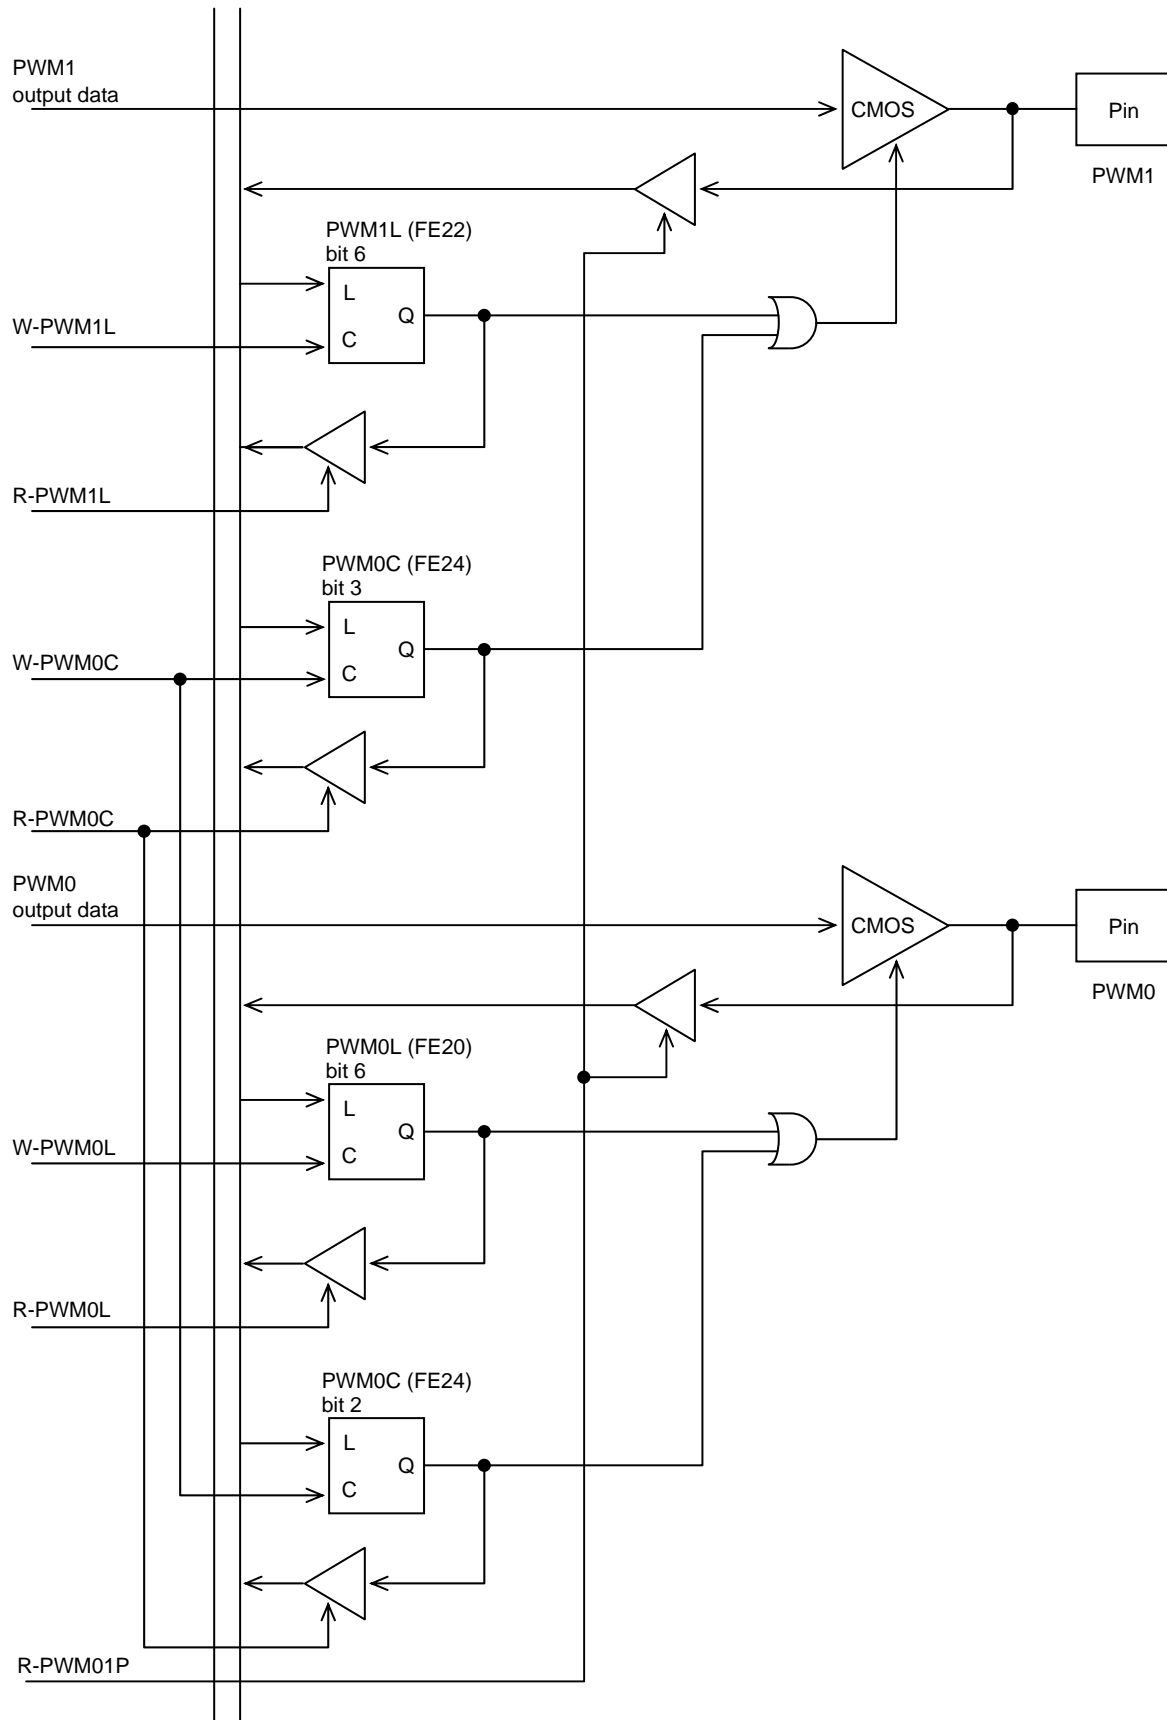 PWM1
output data
CMOS
Pin
PWM1
PWM1L (FE22)
bit 6
L
Q
W-PWM1L
C
R-PWM1L
PWM0C (FE24)
bit 3
L
Q
W-PWM0C
C
R-PWM0C
PWM0
output data
CMOS
Pin
PWM0
PWM0L (FE20)
bit 6
L
Q
W-PWM0L
C
R-PWM0L
PWM0C (FE24)
bit 2
L
Q
C
R-PWM01P